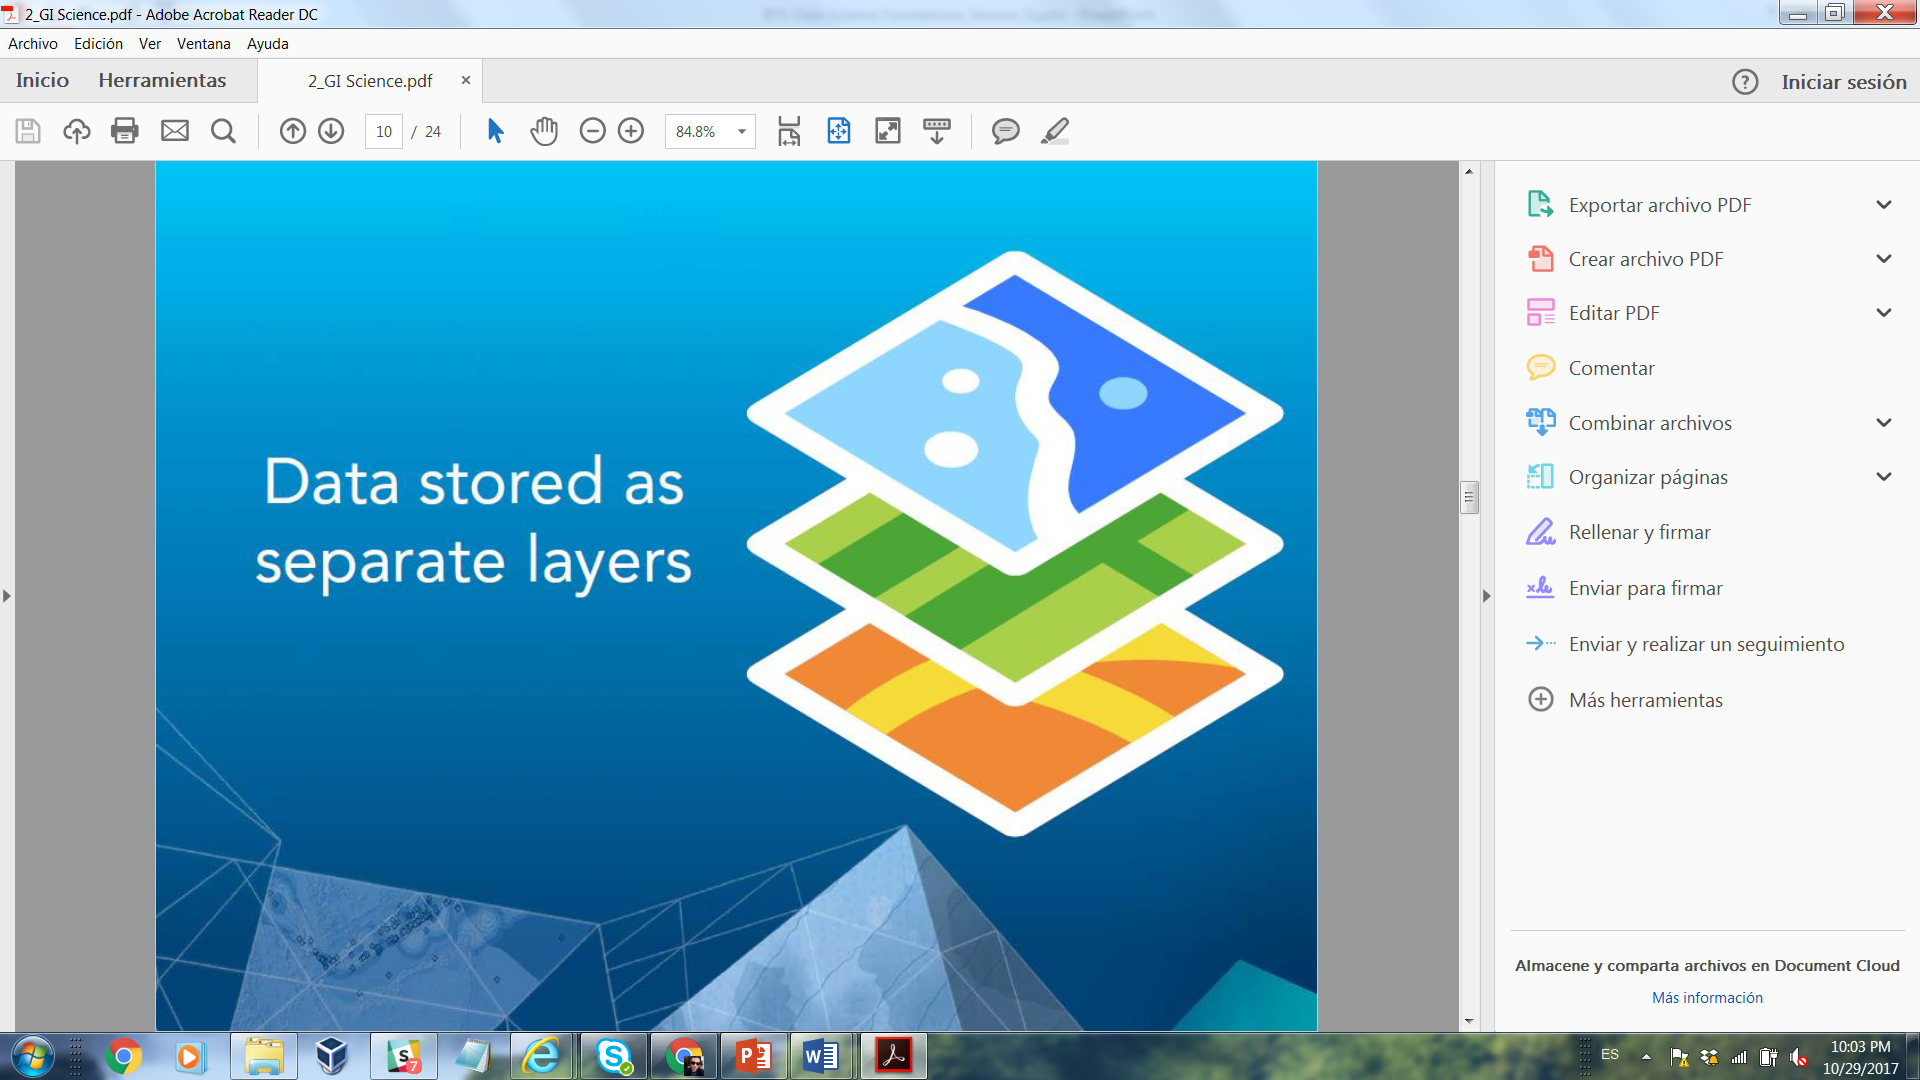 2_GI Science.pdf - Adobe Acrobat Reader DC
Archivo Edición Ver Ventana Ayuda
Inicio Herramientas 2_GI Science.pdf × ? Iniciar sesión
10 / 24 84.8%
Data stored as
separate layers
Exportar archivo PDF
Crear archivo PDF
Editar PDF
Comentar
Combinar archivos
Organizar páginas
Rellenar y firmar
Enviar para firmar
Enviar y realizar un seguimiento
Más herramientas
Almacene y comparta archivos en Document Cloud
Más información
7
ES
10:03 PM
10/29/2017